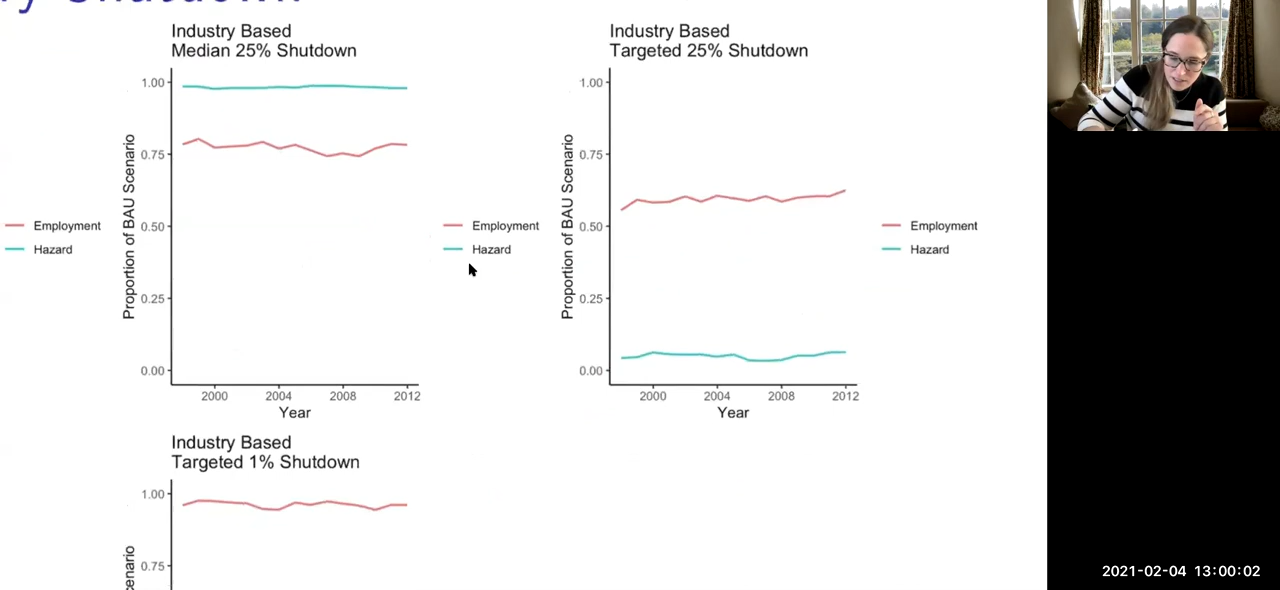 ry Shutdown
Industry Based
Median 25% Shutdown
1.00
0.75
0.50
0.25
0.00
Proportion of BAU Scenario
2000 2004 2008 2012
Year
Employment
Hazard
Employment
Hazard
Industry Based
Targeted 25% Shutdown
1.00
0.75
0.50
0.25
0.00
Proportion of BAU Scenario
2000 2004 2008 2012
Year
Employment
Hazard
Industry Based
Targeted 1% Shutdown
1.00
0.75
cenario
2021-02-04 13:00:02